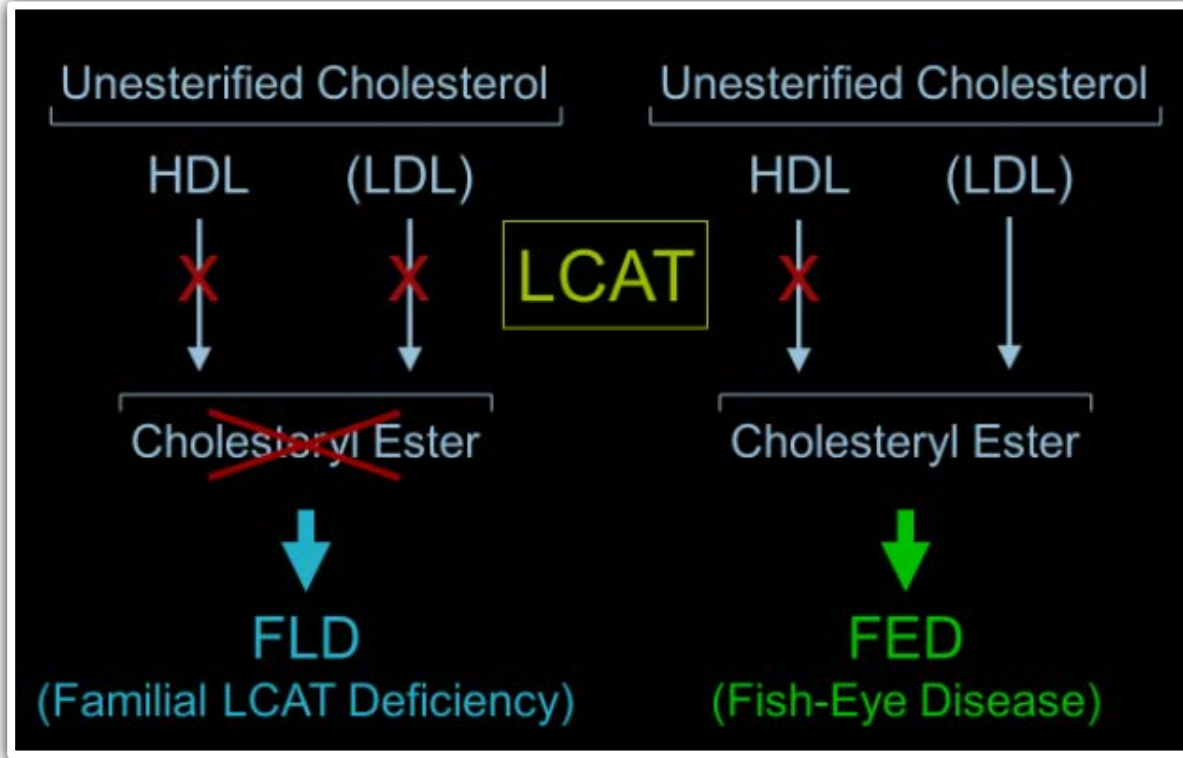 Unesterified Cholesterol
HDL (LDL)
X X
Cholesteryl Ester
FLD
(Familial LCAT Deficiency)
LCAT
Unesterified Cholesterol
HDL (LDL)
X
Cholesteryl Ester
FED
(Fish-Eye Disease)